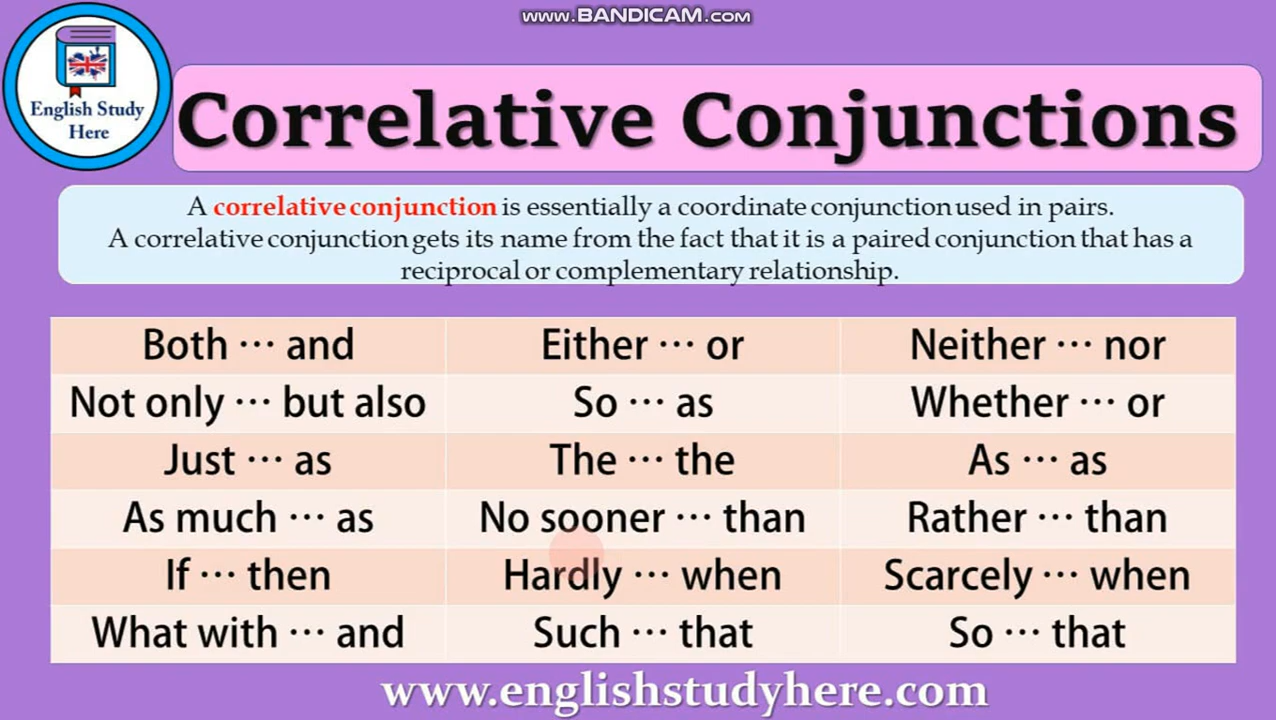 www.BANDICAM.com
English Study
Here
Correlative Conjunctions
A correlative conjunction is essentially a coordinate conjunction used in pairs.
A correlative conjunction gets its name from the fact that it is a paired conjunction that has a
reciprocal or complementary relationship.
Both ··· and Either ··· or Neither ··· nor
Not only ··· but also So ··· as Whether ··· or
Just ··· as The ··· the As ··· as
As much ··· as No sooner ··· than Rather ··· than
If ··· then Hardly ··· when Scarcely ··· when
What with ··· and Such ··· that So ··· that
www.englishstudyhere.com